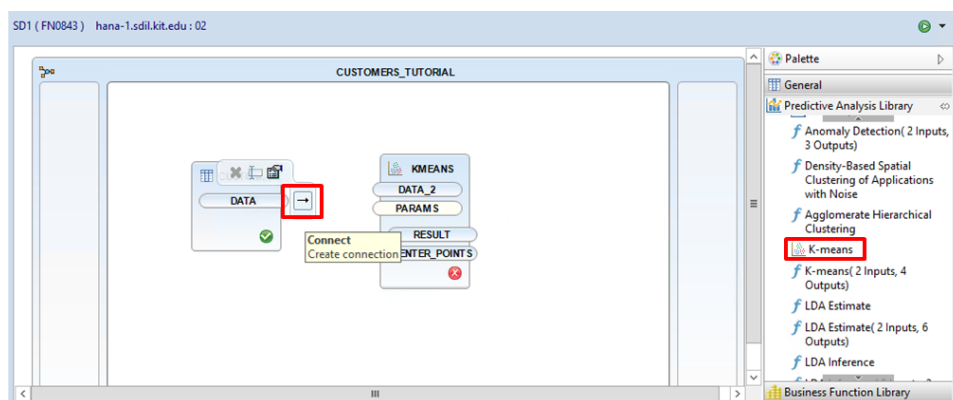 SD1 ( FN0843 ) hana-1.sdil.kit.edu : 02
CUSTOMERS_TUTORIAL
DATA
Connect
Create connection
KMEANS
DATA_2
PARAMS
RESULT
ENTER_POINTS
Palette
General
Predictive Analysis Library
Anomaly Detection( 2 Inputs,
3 Outputs)
Density-Based Spatial
Clustering of Applications
with Noise
Agglomerate Hierarchical
Clustering
K-means
K-means( 2 Inputs, 4
Outputs)
LDA Estimate
LDA Estimate( 2 Inputs, 6
Outputs)
LDA Inference
Business Function Library